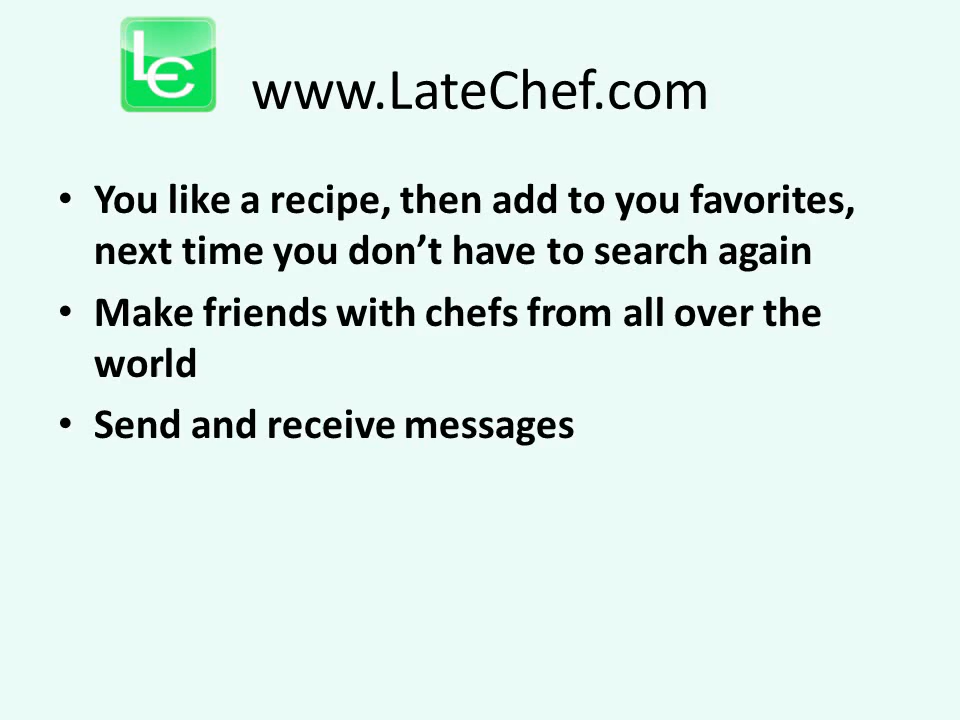 LC
www.LateChef.com
• You like a recipe, then add to you favorites,
next time you don’t have to search again
• Make friends with chefs from all over the
world
• Send and receive messages